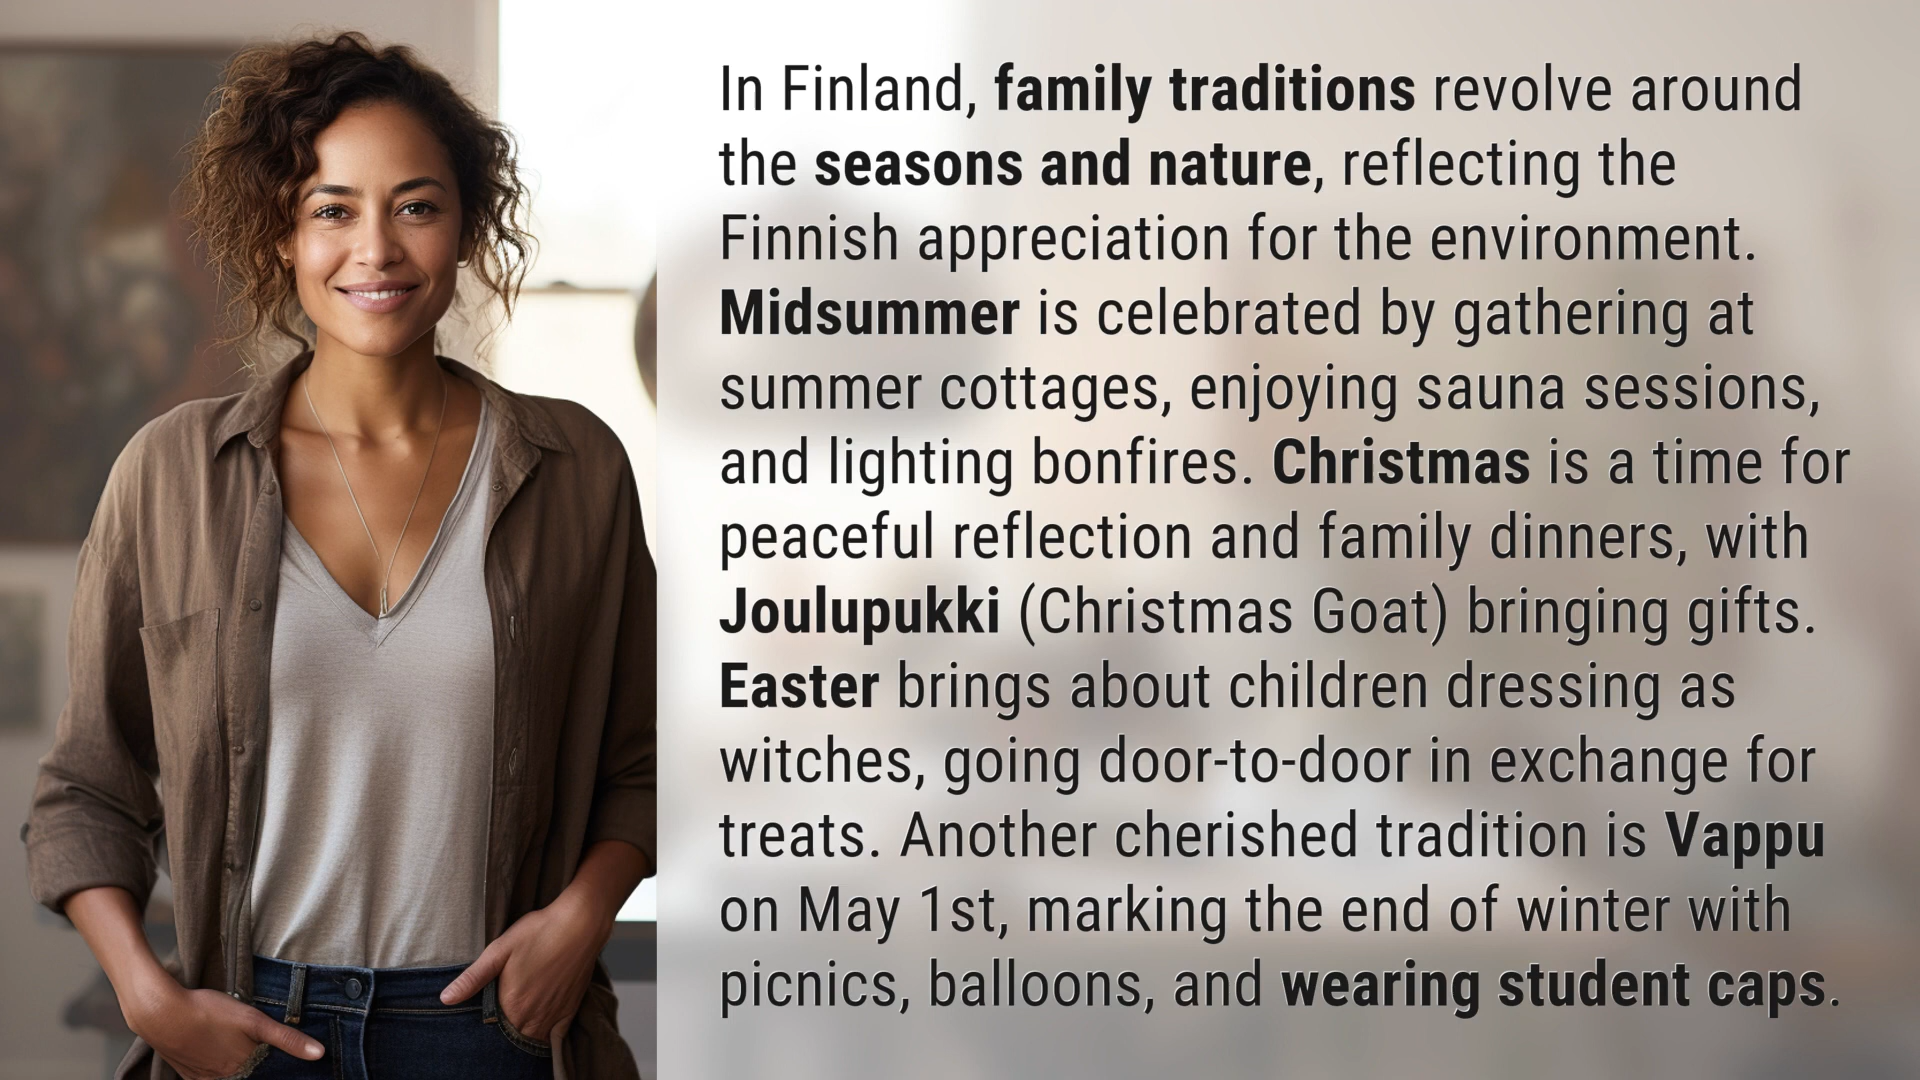 In Finland, family traditions revolve around
the seasons and nature, reflecting the
Finnish appreciation for the environment.
Midsummer is celebrated by gathering at
summer cottages, enjoying sauna sessions,
and lighting bonfires. Christmas is a time for
peaceful reflection and family dinners, with
Joulupukki (Christmas Goat) bringing gifts.
Easter brings about children dressing as
witches, going door-to-door in exchange for
treats. Another cherished tradition is Vappu
on May 1st, marking the end of winter with
picnics, balloons, and wearing student caps.